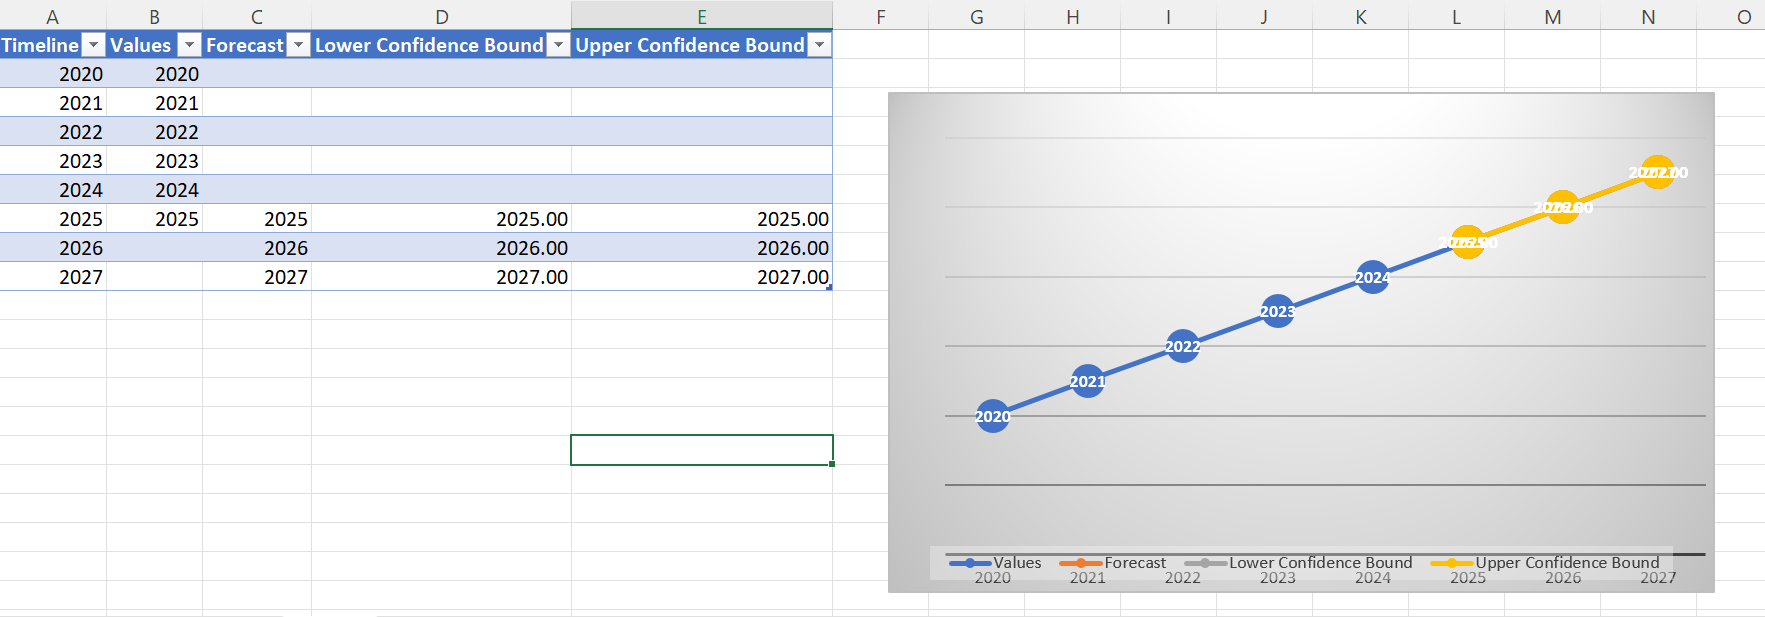 A B C D E F G H I J K L M N O
Timeline Values Forecast Lower Confidence Bound Upper Confidence Bound
2020 2020
2021 2021
2022 2022
2023 2023
2024 2024
2025 2025 2025 2025.00 2025.00
2026 2026 2026.00 2026.00
2027 2027 2027.00 2027.00
2024
2023
2022
2021
2020
Values Forecast Lower Confidence Bound Upper Confidence Bound
2020 2021 2022 2023 2024 2025 2026 2027